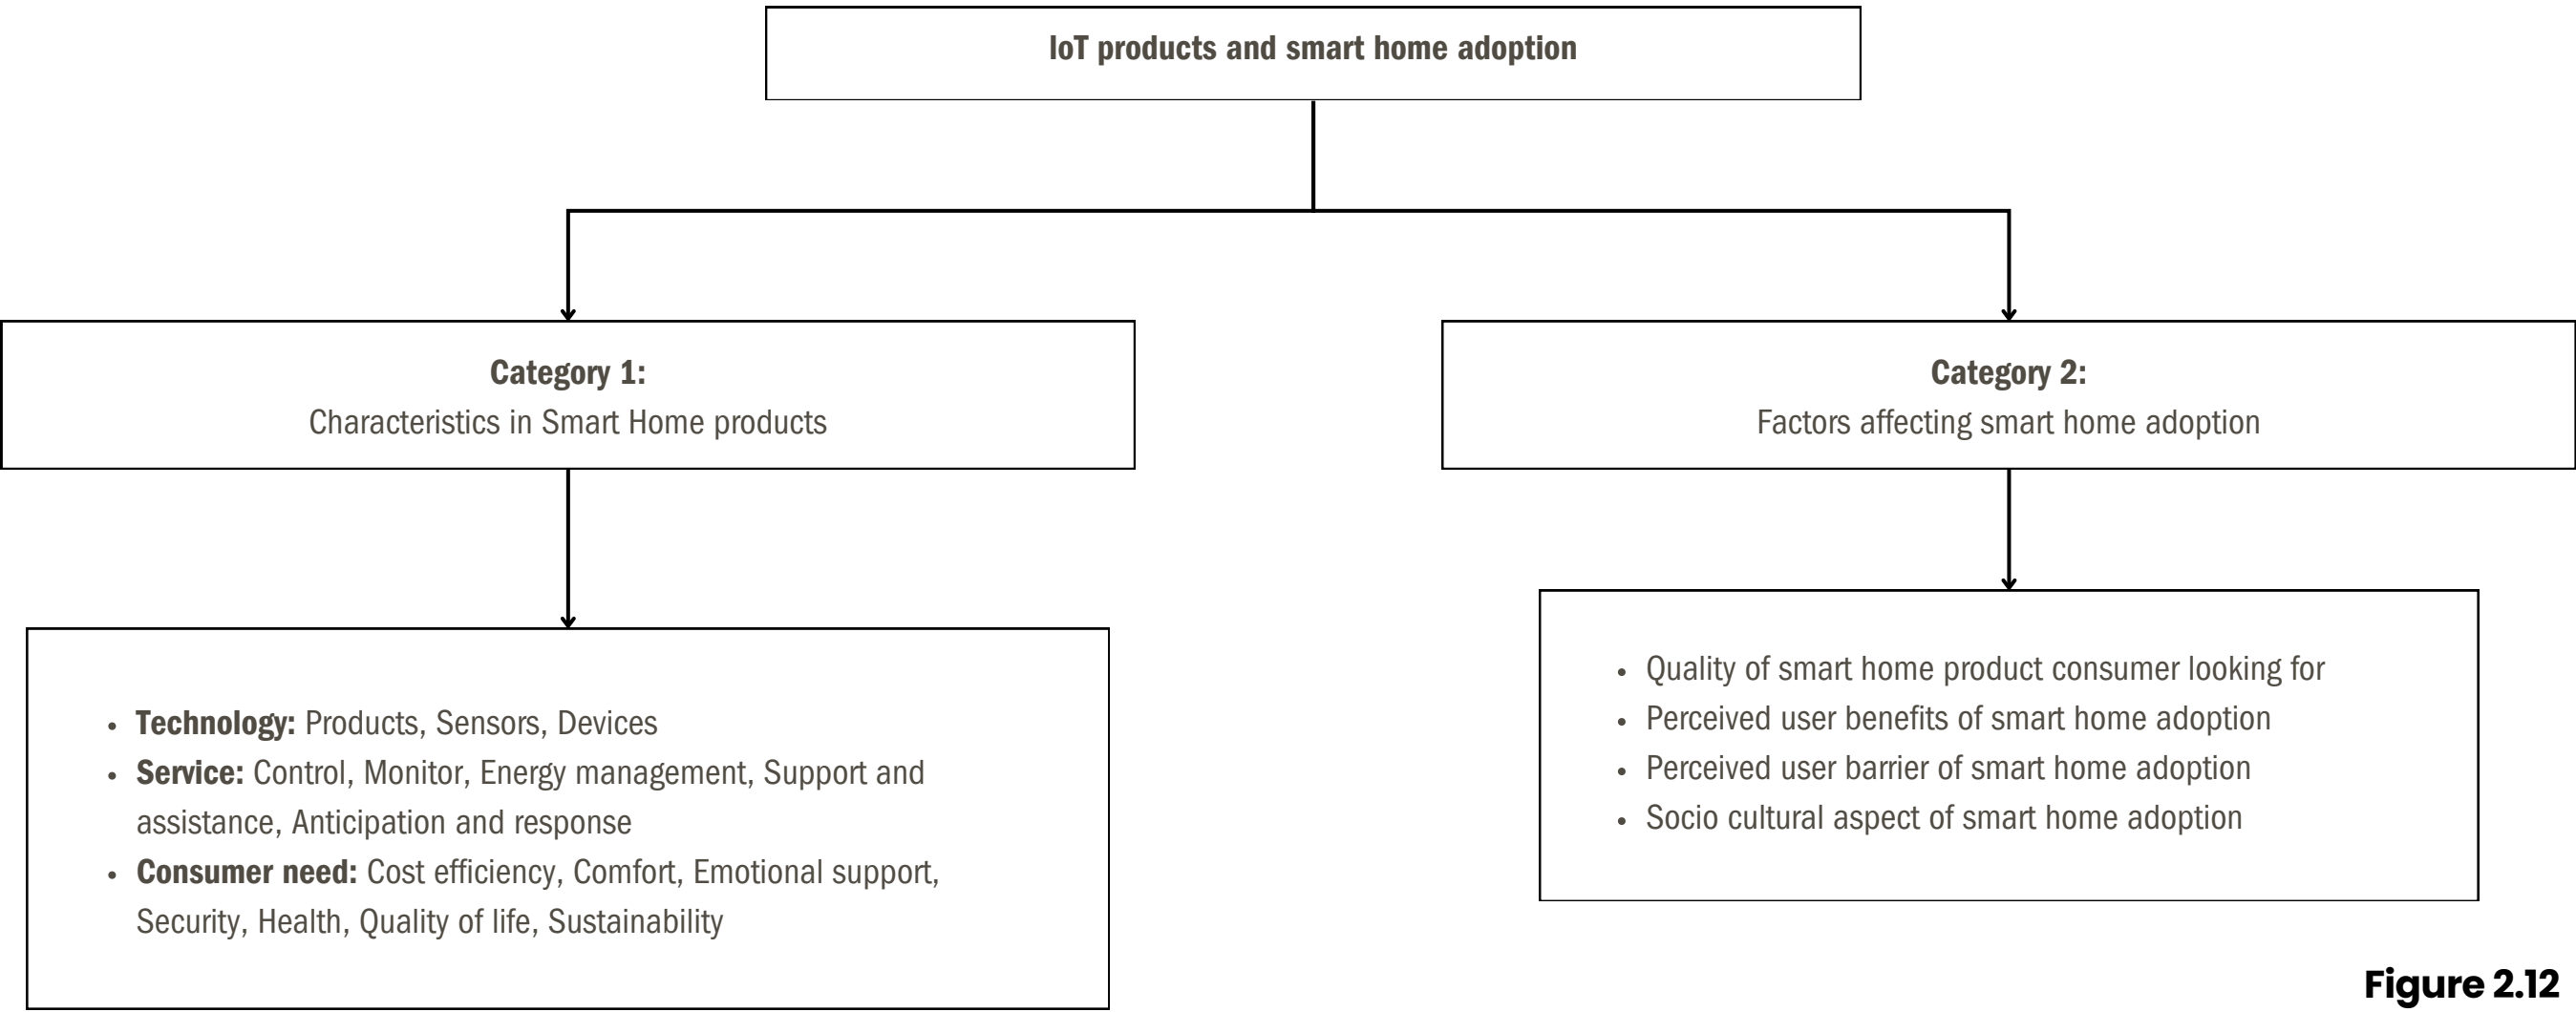 IoT products and smart home adoption
Category 1:
Characteristics in Smart Home products
Category 2:
Factors affecting smart home adoption
• Technology: Products, Sensors, Devices
• Service: Control, Monitor, Energy management, Support and
assistance, Anticipation and response
• Consumer need: Cost efficiency, Comfort, Emotional support,
Security, Health, Quality of life, Sustainability
• Quality of smart home product consumer looking for
• Perceived user benefits of smart home adoption
• Perceived user barrier of smart home adoption
• Socio cultural aspect of smart home adoption
Figure 2.12